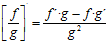 [f/g] = (f'·g − f·g')/g²